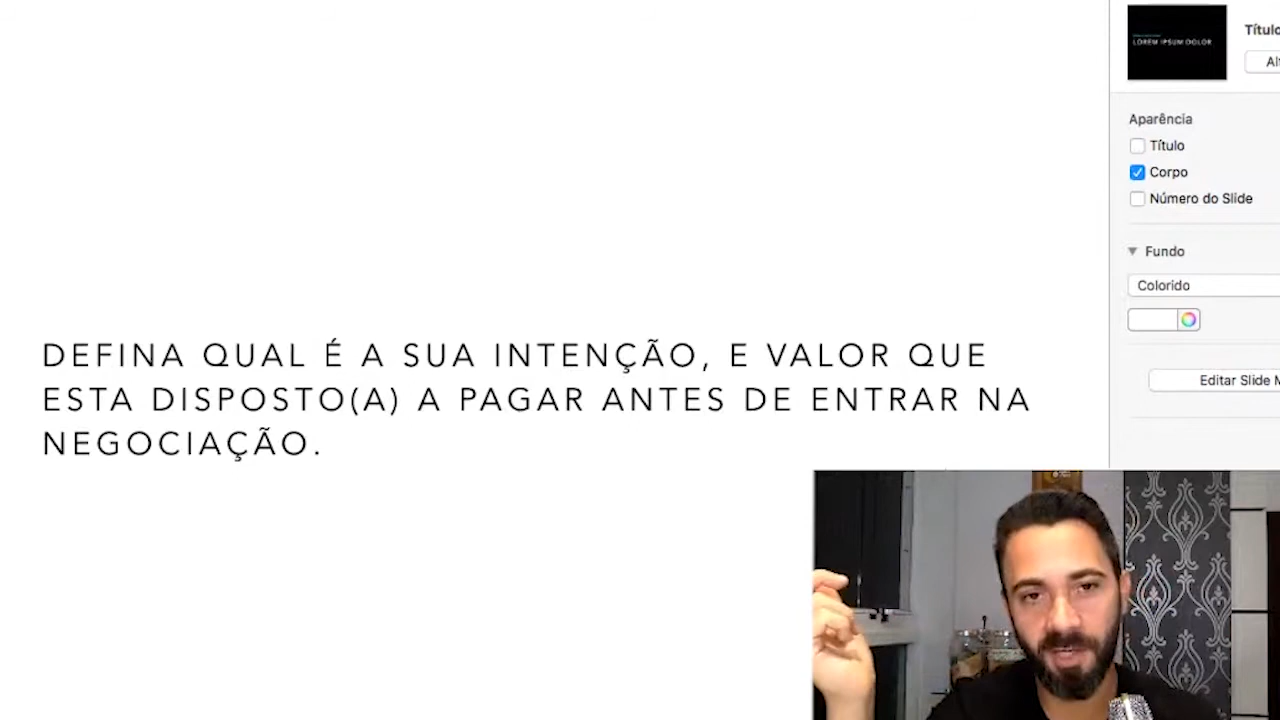 LOREM IPSUM DOLOR
Título
Aparência
Título
Corpo
Número do Slide
Fundo
Colorido
Editar Slide M
DEFINA QUAL É A SUA INTENÇÃO, E VALOR QUE
ESTA DISPOSTO(A) A PAGAR ANTES DE ENTRAR NA
NEGOCIAÇÃO.